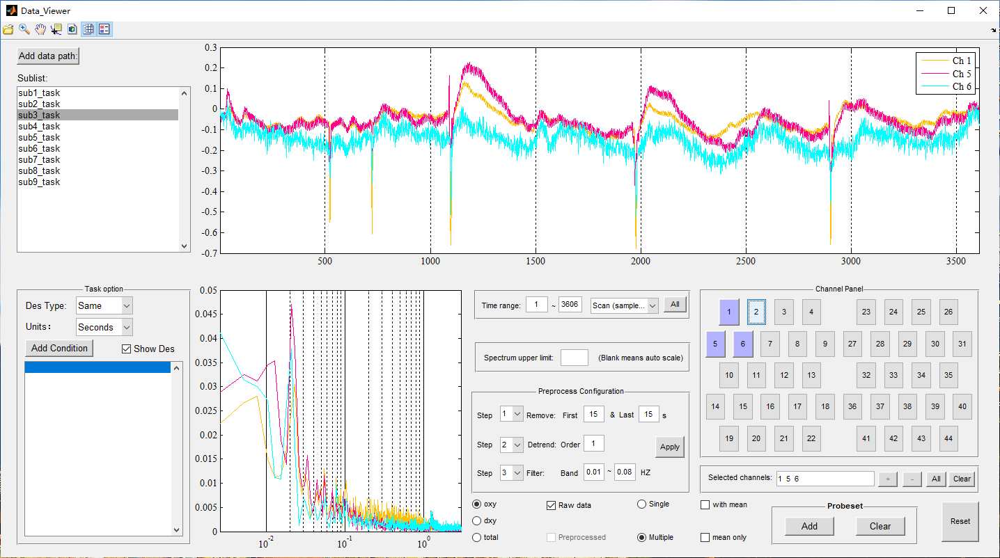 Data_Viewer
Add data path:
Sublist:
sub1_task
sub2_task
sub3_task
sub4_task
sub5_task
sub6_task
sub7_task
sub8_task
sub9_task
0.3
0.2
0.1
0
-0.1
-0.2
-0.3
-0.4
-0.5
-0.6
-0.7
500 1000 1500 2000 2500 3000 3500
Ch 1
Ch 5
Ch 6
Task option
Des Type: Same
Units: Seconds
Add Condition Show Des
0.05
0.045
0.04
0.035
0.03
0.025
0.02
0.015
0.01
0.005
0
10-2 10-1 100
Time range: 1 ~ 3606 Scan (sample... All
Spectrum upper limit: (Blank means auto scale)
Preprocess Configuration
Step 1 Remove: First 15 & Last 15 s
Step 2 Detrend: Order 1
Apply
Step 3 Filter: Band 0.01 ~ 0.08 HZ
oxy Raw data Single
dxy
total Preprocessed Multiple
Channel Panel
1 2 3 4 23 24 25 26
5 6 7 8 9 27 28 29 30 31
10 11 12 13 32 33 34 35
14 15 16 17 18 36 37 38 39 40
19 20 21 22 41 42 43 44
Selected channels: 1 5 6 + - All Clear
with mean
mean only
Probeset
Add Clear
Reset